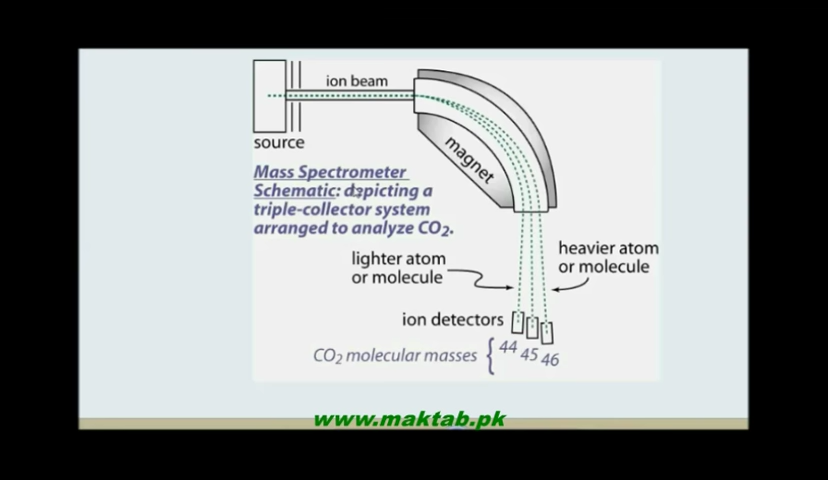 ion beam
source
magnet
Mass Spectrometer
Schematic: depicting a
triple-collector system
arranged to analyze CO₂.
lighter atom
or molecule
heavier atom
or molecule
ion detectors
CO₂ molecular masses { 44 45 46
www.maktab.pk